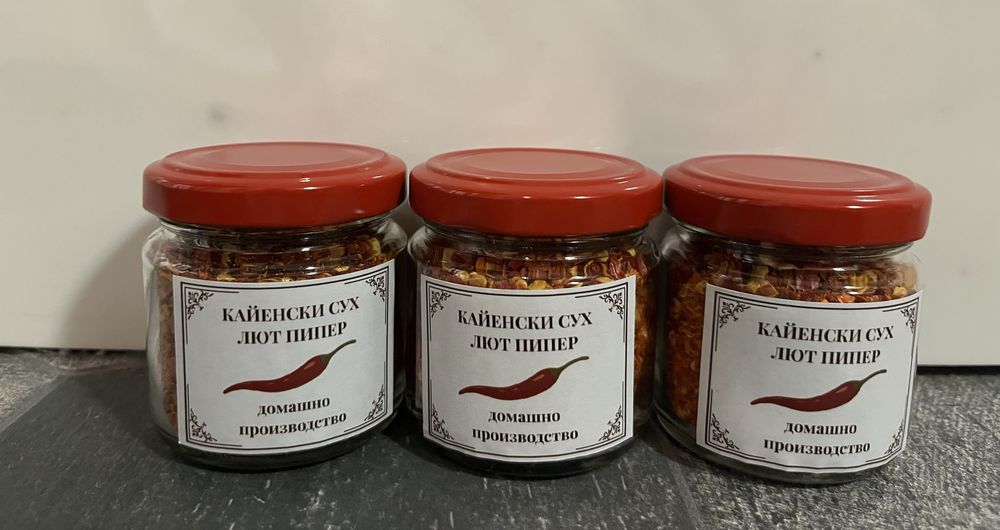 КАЙЕНСКИ СУХ
ЛЮТ ПИПЕР
домашно
производство
КАЙЕНСКИ СУХ
ЛЮТ ПИПЕР
домашно
производство
КАЙЕНСКИ СУХ
ЛЮТ ПИПЕР
домашно
производство